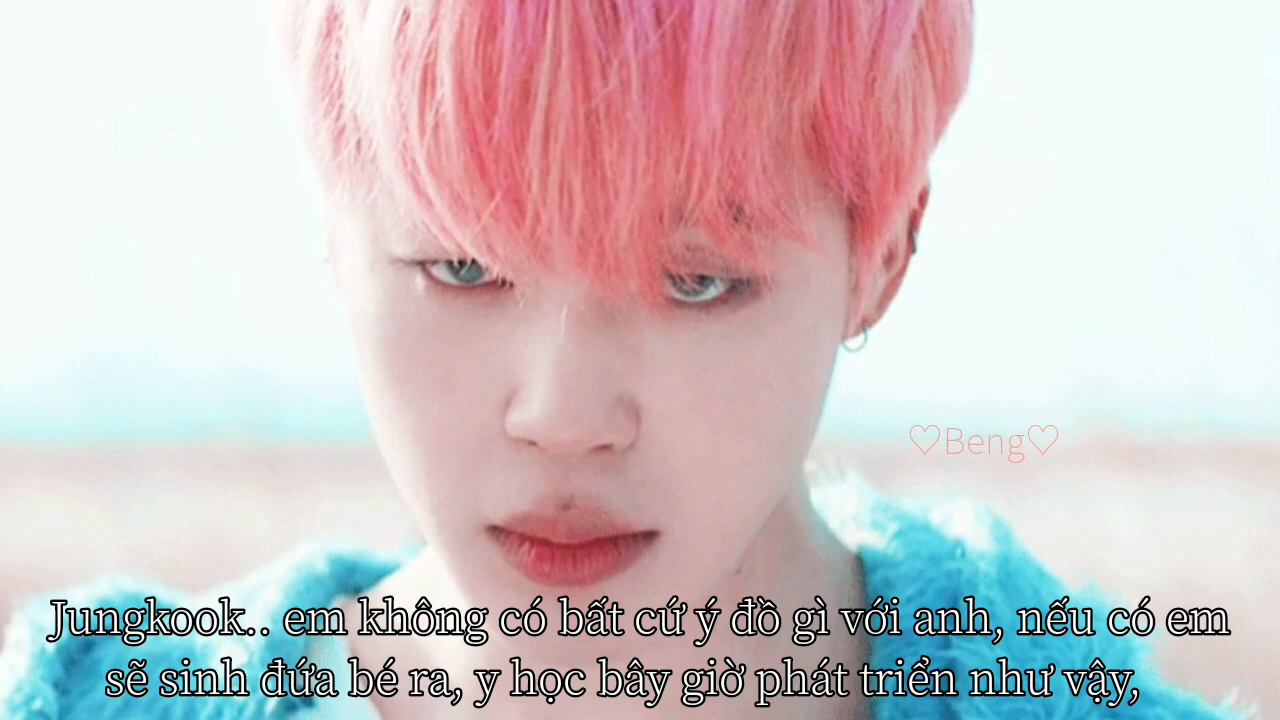 ♡Beng♡
Jungkook.. em không có bất cứ ý đồ gì với anh, nếu có em
sẽ sinh đứa bé ra, y học bây giờ phát triển như vậy,